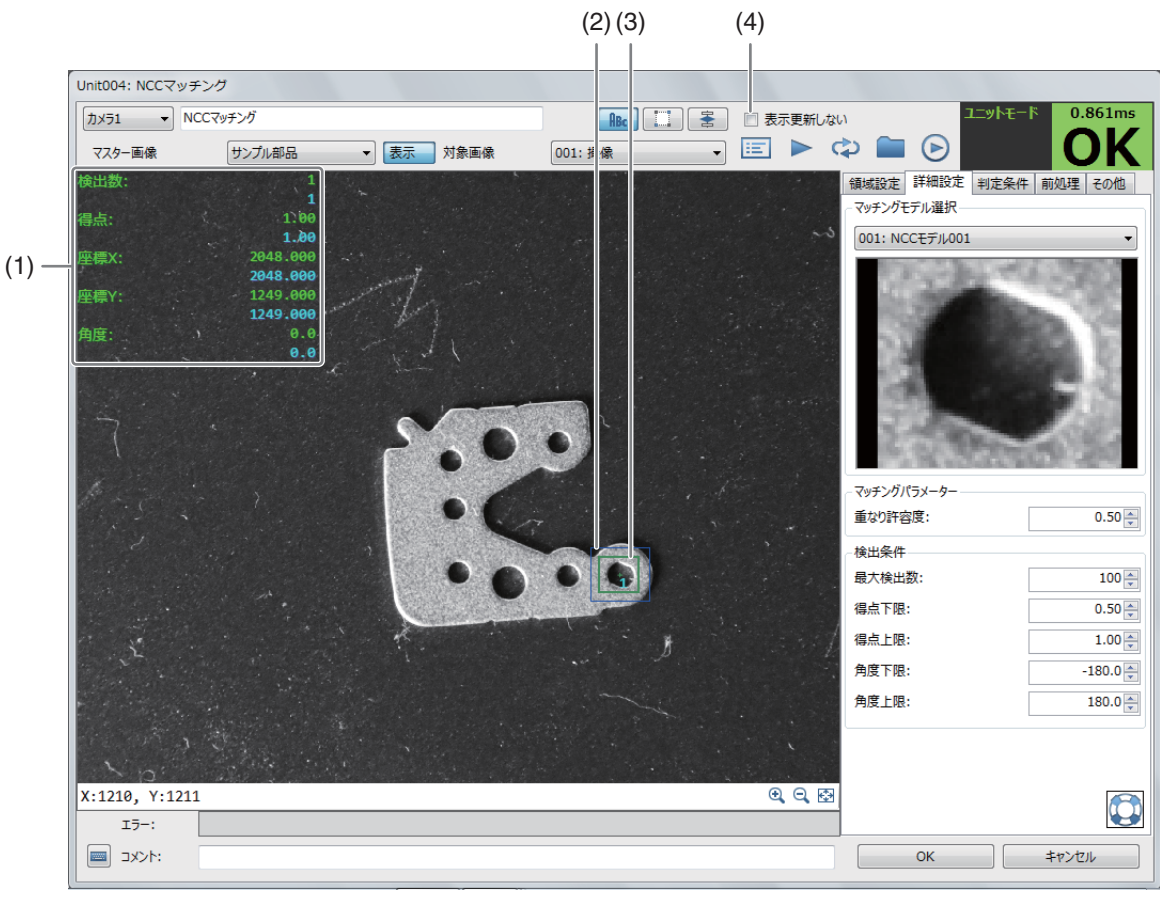 (2) (3) (4)
Unit004: NCCマッチング
カメラ1 NCCマッチング ABC 表示更新しない ユニットモード 0.861ms
OK
マスター画像 サンプル部品 表示 対象画像 001: 撮像
領域設定 詳細設定 判定条件 前処理 その他
(1)
検出数: 1
1
得点: 1.00
1.00
座標X: 2048.000
2048.000
座標Y: 1249.000
1249.000
角度: 0.0
0.0
1
マッチングモデル選択
001: NCCモデル001
マッチングパラメーター
重なり許容度: 0.50
検出条件
最大検出数: 100
得点下限: 0.50
得点上限: 1.00
角度下限: -180.0
角度上限: 180.0
X:1210, Y:1211
エラー:
コメント:
OK キャンセル